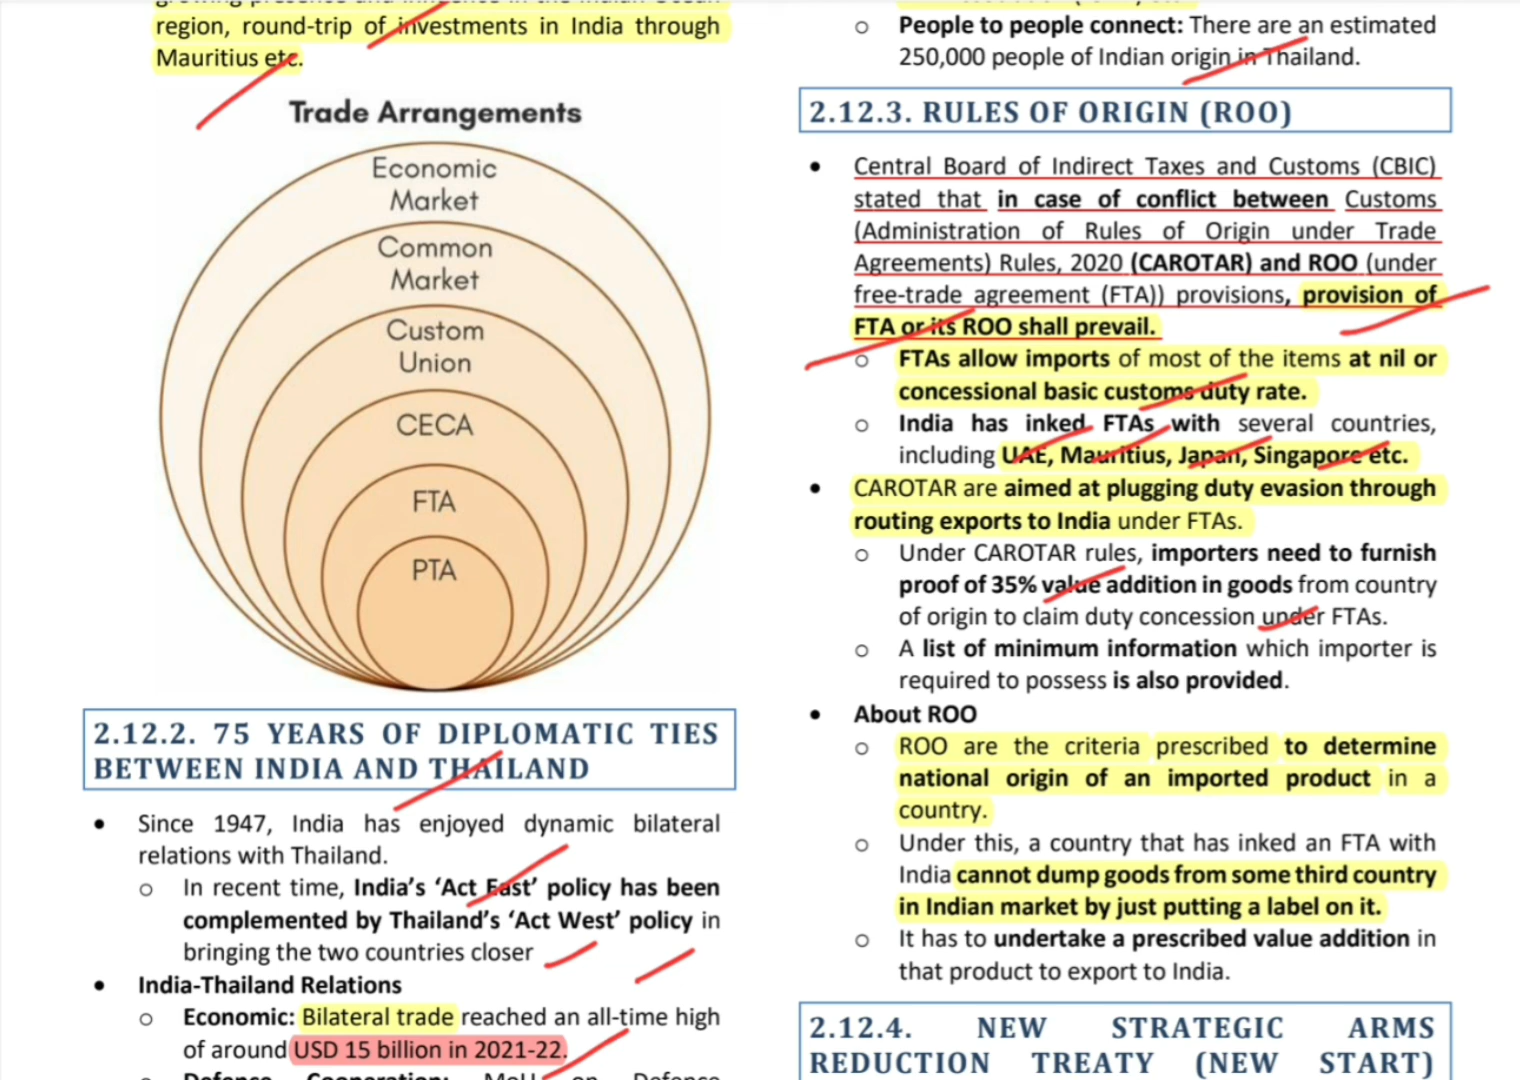 region, round-trip of investments in India through
Mauritius etc.
Trade Arrangements
Economic
Market
Common
Market
Custom
Union
CECA
FTA
PTA
2.12.2. 75 YEARS OF DIPLOMATIC TIES
BETWEEN INDIA AND THAILAND
• Since 1947, India has enjoyed dynamic bilateral
relations with Thailand.
o In recent time, India’s ‘Act East’ policy has been
complemented by Thailand’s ‘Act West’ policy in
bringing the two countries closer
• India-Thailand Relations
o Economic: Bilateral trade reached an all-time high
of around USD 15 billion in 2021-22.
o Defence Cooperation: MoU on Defence
o People to people connect: There are an estimated
250,000 people of Indian origin in Thailand.
2.12.3. RULES OF ORIGIN (ROO)
• Central Board of Indirect Taxes and Customs (CBIC)
stated that in case of conflict between Customs
(Administration of Rules of Origin under Trade
Agreements) Rules, 2020 (CAROTAR) and ROO (under
free-trade agreement (FTA)) provisions, provision of
FTA or its ROO shall prevail.
o FTAs allow imports of most of the items at nil or
concessional basic customs duty rate.
o India has inked FTAs with several countries,
including UAE, Mauritius, Japan, Singapore etc.
• CAROTAR are aimed at plugging duty evasion through
routing exports to India under FTAs.
o Under CAROTAR rules, importers need to furnish
proof of 35% value addition in goods from country
of origin to claim duty concession under FTAs.
o A list of minimum information which importer is
required to possess is also provided.
• About ROO
o ROO are the criteria prescribed to determine
national origin of an imported product in a
country.
o Under this, a country that has inked an FTA with
India cannot dump goods from some third country
in Indian market by just putting a label on it.
o It has to undertake a prescribed value addition in
that product to export to India.
2.12.4. NEW STRATEGIC ARMS
REDUCTION TREATY (NEW START)